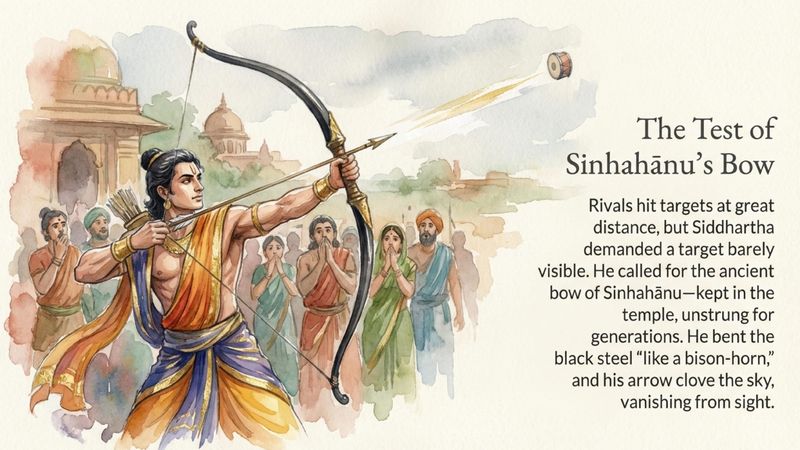 The Test of
Sinhahānu’s Bow
Rivals hit targets at great
distance, but Siddhartha
demanded a target barely
visible. He called for the ancient
bow of Sinhahānu—kept in the
temple, unstrung for
generations. He bent the
black steel “like a bison-horn,”
and his arrow clove the sky,
vanishing from sight.